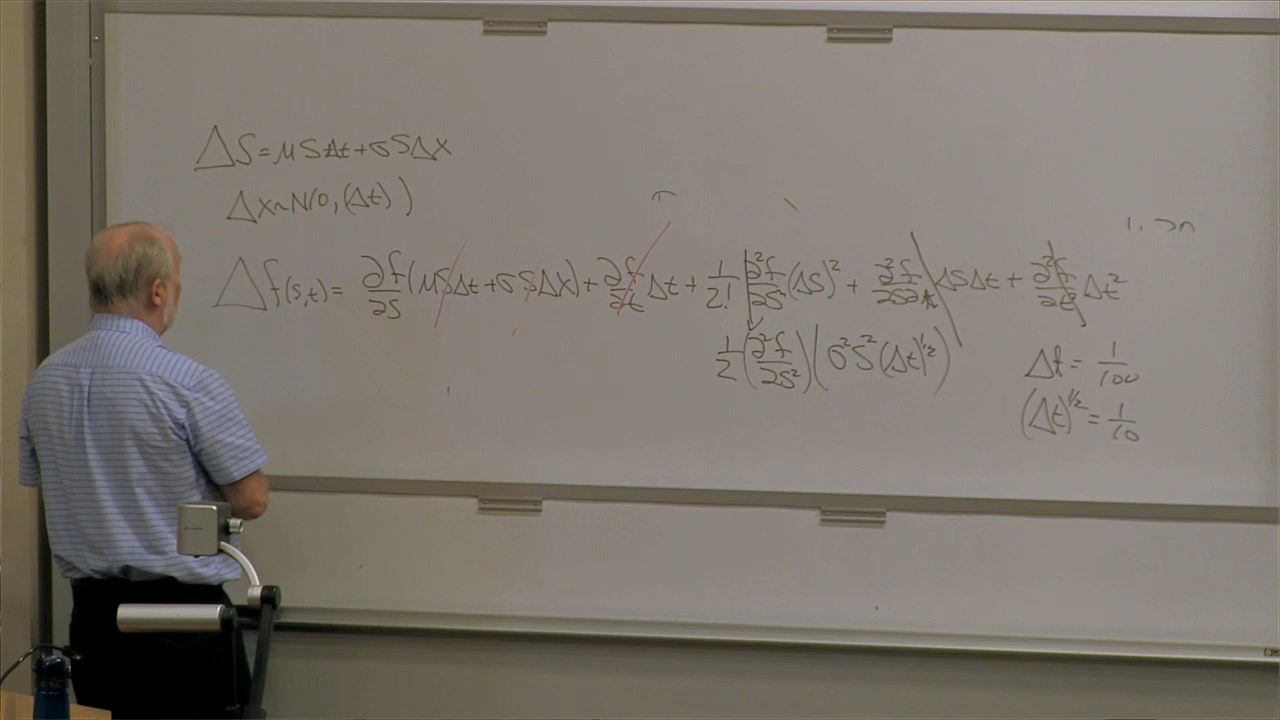 ΔS = μSΔt + σSΔx
Δx ~ N(0, (Δt))
Δf(s,t) = ∂f/∂S (μSΔt + σSΔx) + ∂f/∂t Δt + 1/2! ∂²f/∂S² (ΔS)² + ∂²f/∂S∂t ΔSΔt + ∂²f/∂t² Δt²
1/2 (∂²f/∂S²)(σ²S²(Δt)^1/2)
Δt = 1/100
(Δt)^1/2 = 1/10